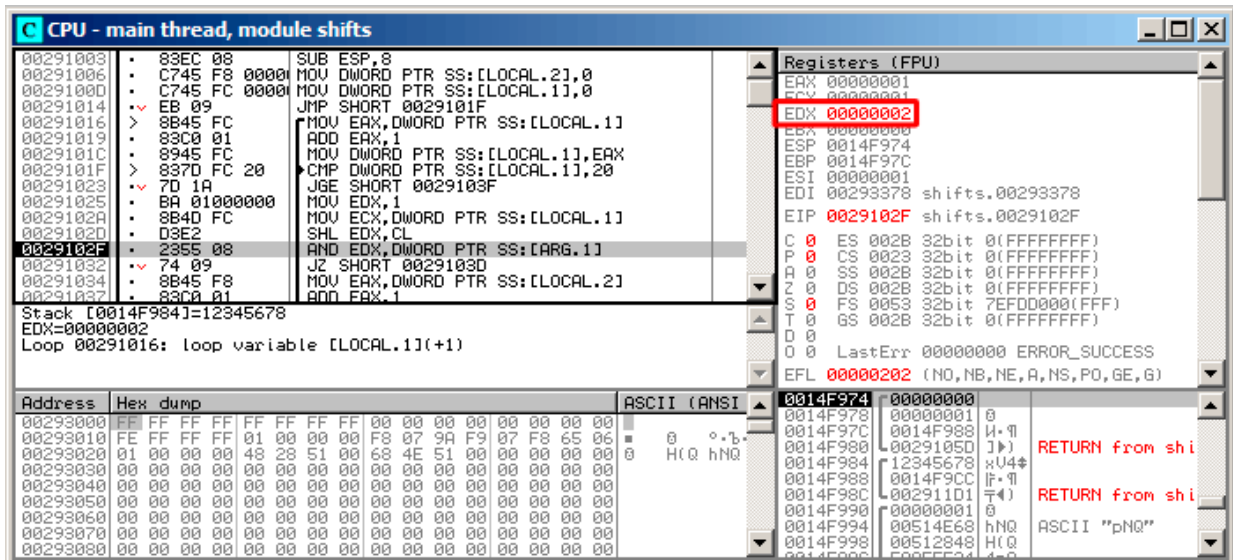 CPU - main thread, module shifts
00291003 · 83EC 08 SUB ESP,8
00291006 · C745 F8 0000 MOV DWORD PTR SS:[LOCAL.2],0
0029100D · C745 FC 0000 MOV DWORD PTR SS:[LOCAL.1],0
00291014 ·v EB 09 JMP SHORT 0029101F
00291016 > 8B45 FC MOV EAX,DWORD PTR SS:[LOCAL.1]
00291019 · 83C0 01 ADD EAX,1
0029101C · 8945 FC MOV DWORD PTR SS:[LOCAL.1],EAX
0029101F > 837D FC 20 CMP DWORD PTR SS:[LOCAL.1],20
00291023 ·v 7D 1A JGE SHORT 0029103F
00291025 · BA 01000000 MOV EDX,1
0029102A · 8B4D FC MOV ECX,DWORD PTR SS:[LOCAL.1]
0029102D · D3E2 SHL EDX,CL
0029102F · 2355 08 AND EDX,DWORD PTR SS:[ARG.1]
00291032 ·v 74 09 JZ SHORT 0029103D
00291034 · 8B45 F8 MOV EAX,DWORD PTR SS:[LOCAL.2]
00291037 · 83C0 01 ADD EAX,1
Stack [0014F984]=12345678
EDX=00000002
Loop 00291016: loop variable [LOCAL.1](+1)
Registers (FPU)
EAX 00000001
ECX 00000001
EDX 00000002
EBX 00000000
ESP 0014F974
EBP 0014F97C
ESI 00000001
EDI 00293378 shifts.00293378
EIP 0029102F shifts.0029102F
C 0 ES 002B 32bit 0(FFFFFFFF)
P 0 CS 0023 32bit 0(FFFFFFFF)
A 0 SS 002B 32bit 0(FFFFFFFF)
Z 0 DS 002B 32bit 0(FFFFFFFF)
S 0 FS 0053 32bit 7EFDD000(FFF)
T 0 GS 002B 32bit 0(FFFFFFFF)
D 0
O 0 LastErr 00000000 ERROR_SUCCESS
EFL 00000202 (NO,NB,NE,A,NS,PO,GE,G)
Address Hex dump ASCII (ANSI
00293000 FF FF FF FF FF FF FF FF 00 00 00 00 00 00 00 00
00293010 FE FF FF FF 01 00 00 00 F8 07 9A F9 07 F8 65 06
00293020 01 00 00 00 48 28 51 00 68 4E 51 00 00 00 00 00 H(Q hNQ
00293030 00 00 00 00 00 00 00 00 00 00 00 00 00 00 00 00
00293040 00 00 00 00 00 00 00 00 00 00 00 00 00 00 00 00
00293050 00 00 00 00 00 00 00 00 00 00 00 00 00 00 00 00
00293060 00 00 00 00 00 00 00 00 00 00 00 00 00 00 00 00
00293070 00 00 00 00 00 00 00 00 00 00 00 00 00 00 00 00
00293080 00 00 00 00 00 00 00 00 00 00 00 00 00 00 00 00
0014F974 00000000
0014F978 00000001
0014F97C 0014F988
0014F980 0029105D RETURN from shi
0014F984 12345678 xV4
0014F988 0014F9CC
0014F98C 002911D1 RETURN from shi
0014F990 00000001
0014F994 00514E68 hNQ ASCII "pNQ"
0014F998 00512848 H(Q